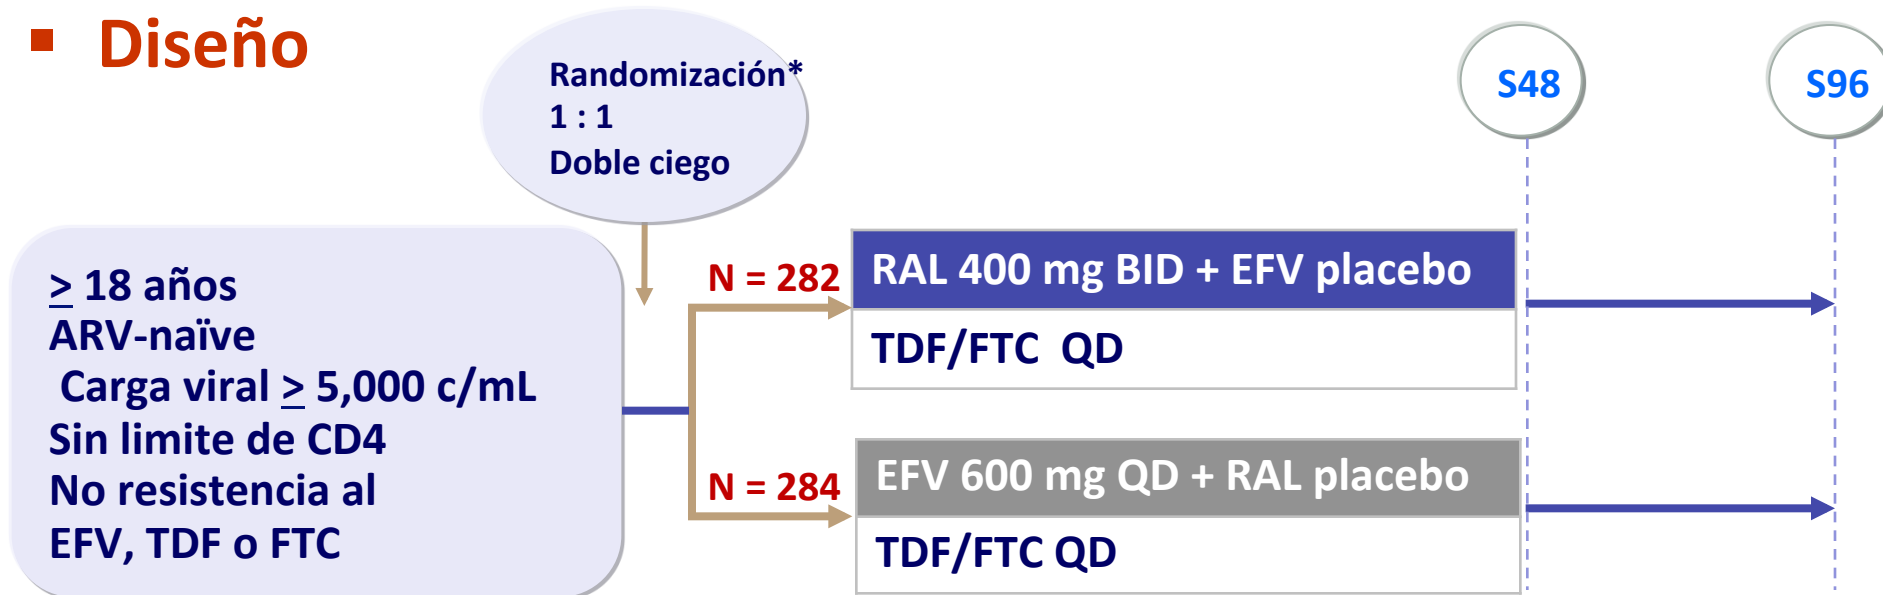 ▪ Diseño
Randomización*
1 : 1
Doble ciego
S48
S96
≥ 18 años
ARV-naïve
Carga viral ≥ 5,000 c/mL
Sin limite de CD4
No resistencia al
EFV, TDF o FTC
N = 282
RAL 400 mg BID + EFV placebo
TDF/FTC QD
N = 284
EFV 600 mg QD + RAL placebo
TDF/FTC QD